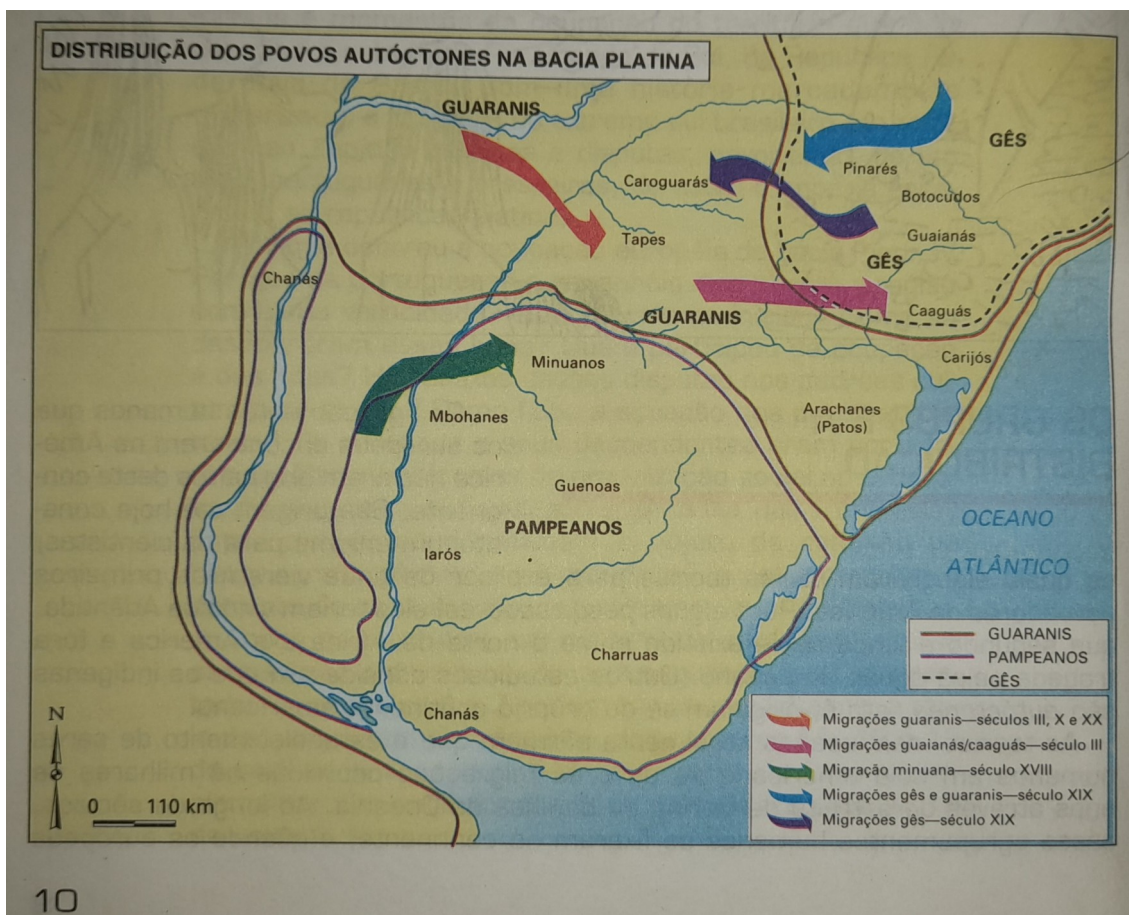 DISTRIBUIÇÃO DOS POVOS AUTÓCTONES NA BACIA PLATINA
GUARANIS
GÊS
Pinarés
Caroguarás
Botocudos
Tapes
Guaianás
GÊS
Chanás
GUARANIS
Caaguás
Minuanos
Carijós
Mbohanes
Arachanes
(Patos)
Guenoas
PAMPEANOS
OCEANO
ATLÂNTICO
Iarós
Charruas
Chanás
GUARANIS
PAMPEANOS
GÊS
N
0 110 km
Migrações guaranis—séculos III, X e XX
Migrações guaianás/caaguás—século III
Migração minuana—século XVIII
Migrações gês e guaranis—século XIX
Migrações gês—século XIX
10